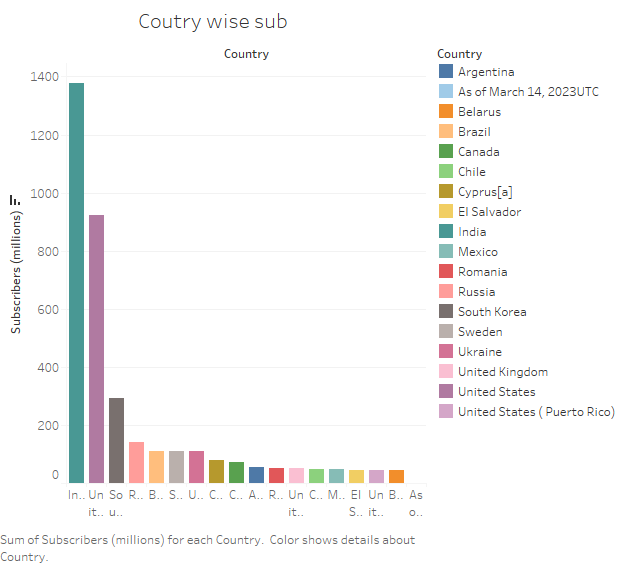 Coutry wise sub
Country
1400
1200
1000
800
600
400
200
0
Subscribers (millions)
In.. Un it.. So u.. R.. B.. S.. U.. C.. C.. A.. R.. Un it.. C.. M.. El S.. Un it.. B.. As o..
Country
Argentina
As of March 14, 2023UTC
Belarus
Brazil
Canada
Chile
Cyprus[a]
El Salvador
India
Mexico
Romania
Russia
South Korea
Sweden
Ukraine
United Kingdom
United States
United States ( Puerto Rico)
Sum of Subscribers (millions) for each Country.  Color shows details about
Country.